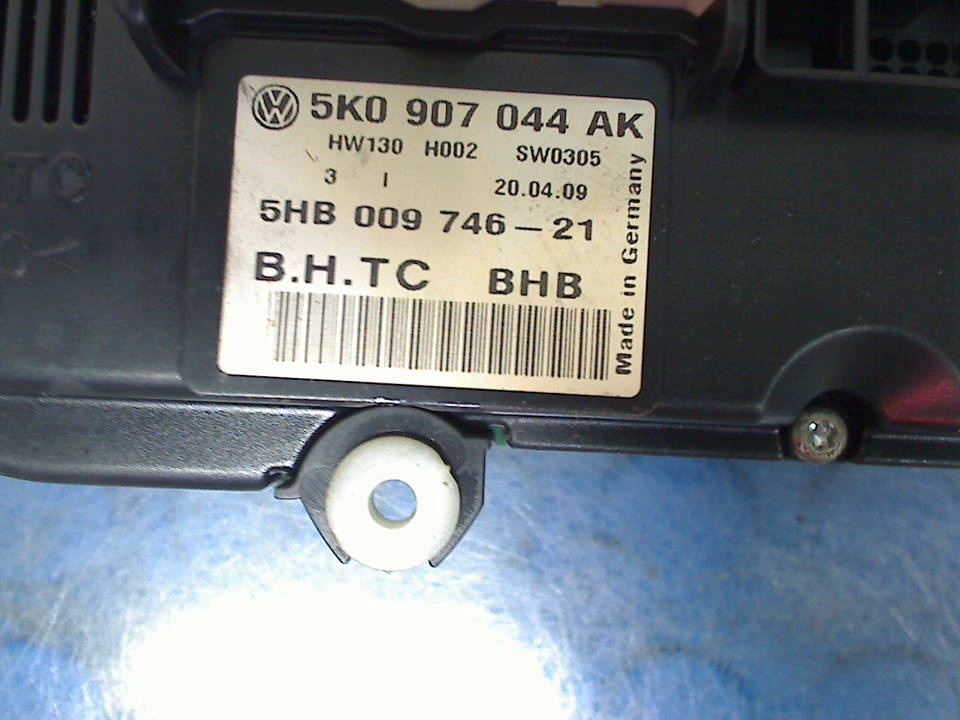 5K0 907 044 AK
HW130 H002 SW0305
3 I 20.04.09
5HB 009 746-21
B.H.TC BHB
Made in Germany
TC